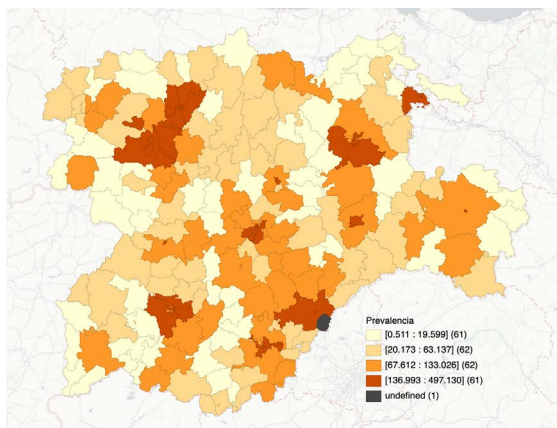 Prevalencia
[0.511 : 19.599] (61)
[20.173 : 63.137] (62)
[67.612 : 133.026] (62)
[136.993 : 497.130] (61)
undefined (1)